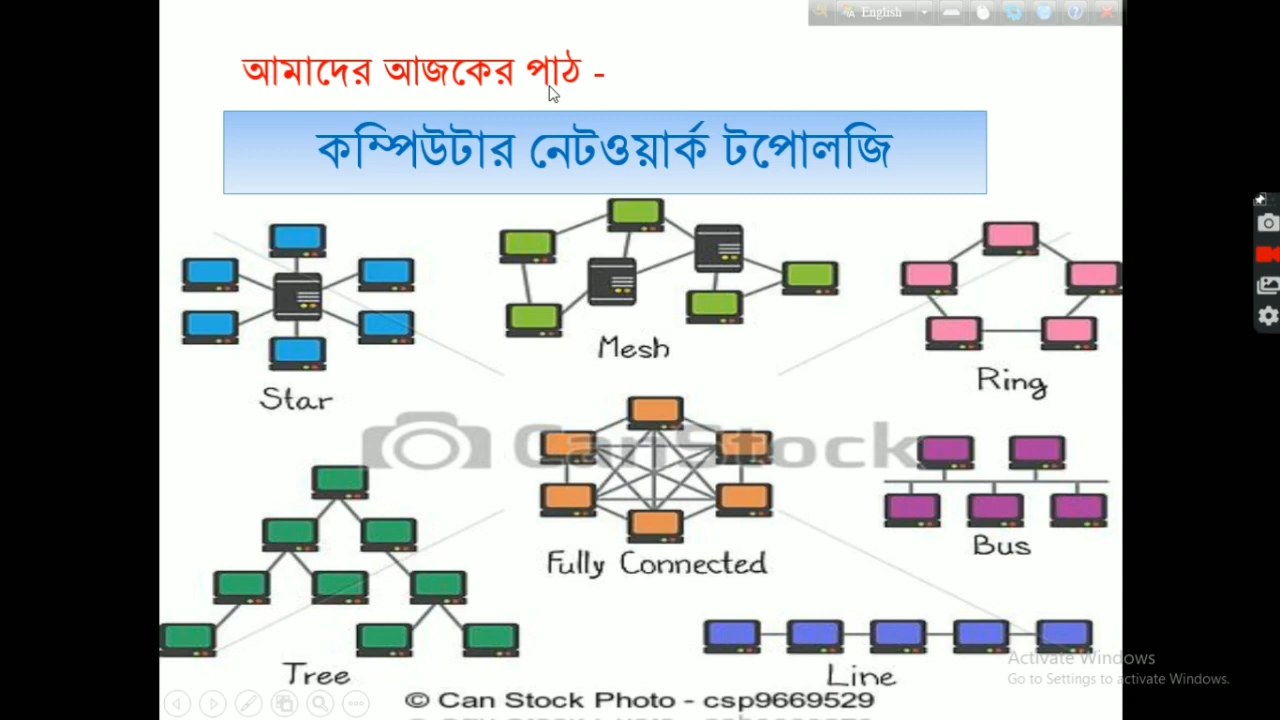 English
আমাদের আজকের পাঠ -
কম্পিউটার নেটওয়ার্ক টপোলজি
Star
Mesh
Ring
CanStock
Tree
Fully Connected
Bus
Line
Activate Windows
Go to Settings to activate Windows.
© Can Stock Photo - csp9669529